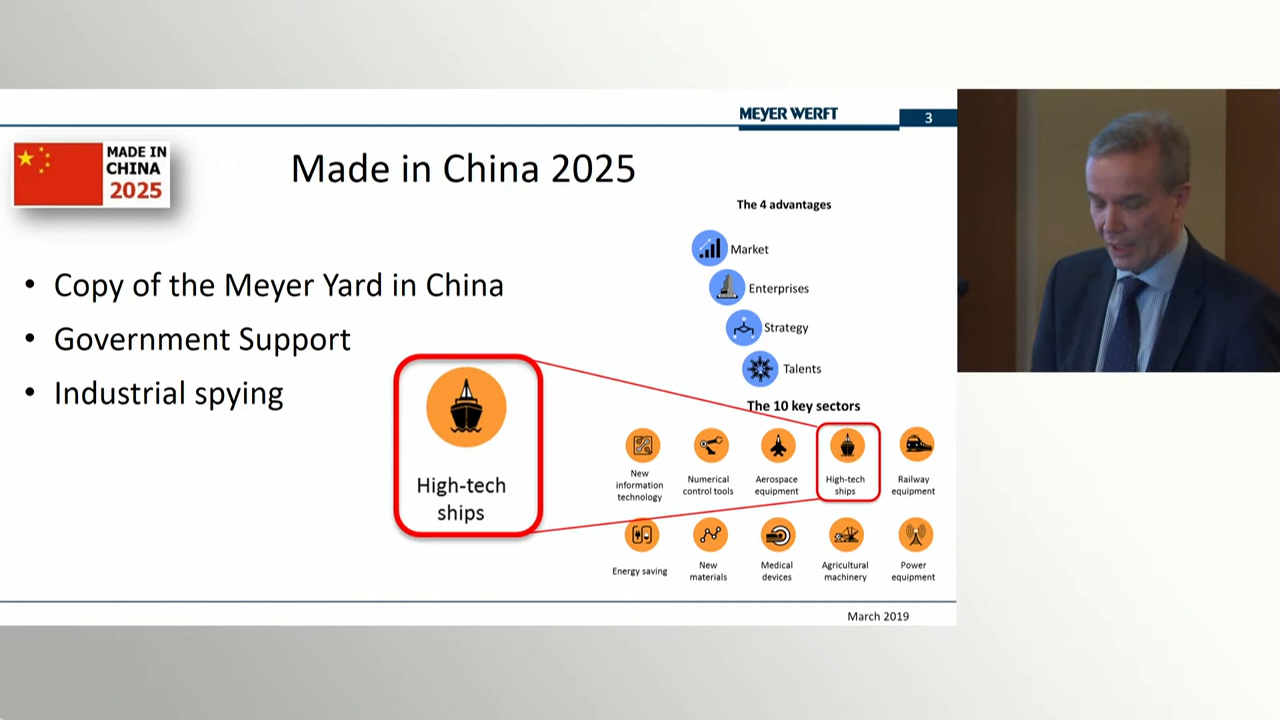 MEYER WERFT
3
MADE IN
CHINA
2025
Made in China 2025
The 4 advantages
Market
Enterprises
Strategy
Talents
• Copy of the Meyer Yard in China
• Government Support
• Industrial spying
High-tech
ships
The 10 key sectors
New
information
technology
Numerical
control tools
Aerospace
equipment
High-tech
ships
Railway
equipment
Energy saving
New
materials
Medical
devices
Agricultural
machinery
Power
equipment
March 2019